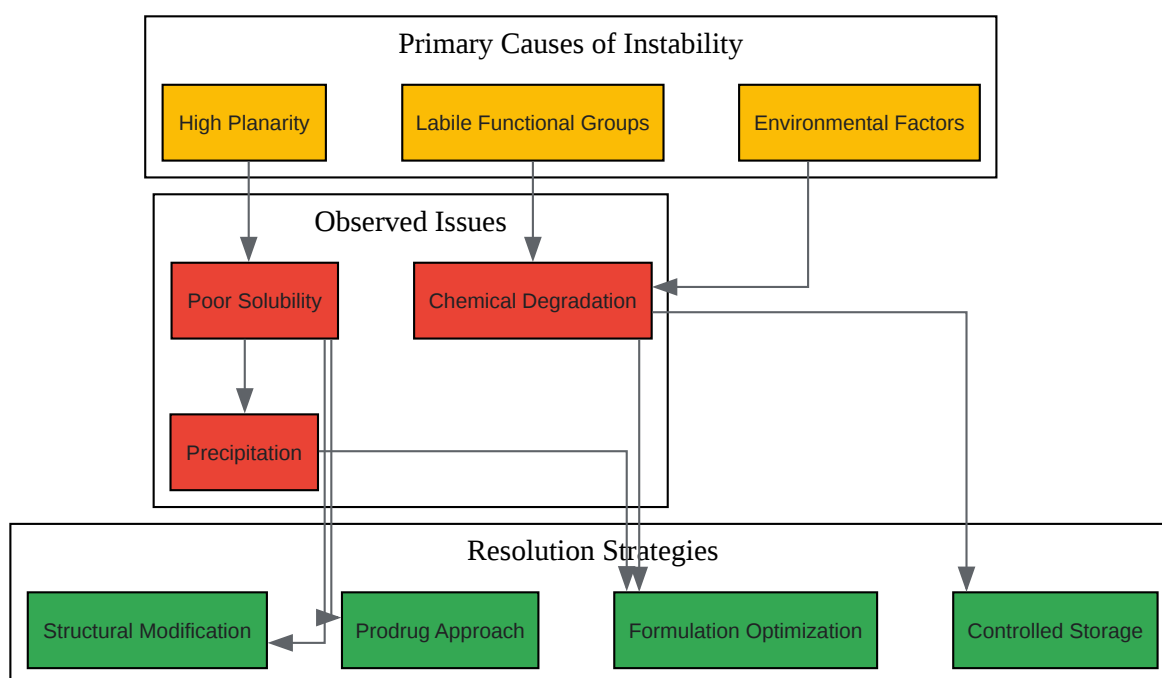 Primary Causes of Instability
High Planarity
Labile Functional Groups
Environmental Factors
Observed Issues
Poor Solubility
Chemical Degradation
Precipitation
Resolution Strategies
Structural Modification
Prodrug Approach
Formulation Optimization
Controlled Storage